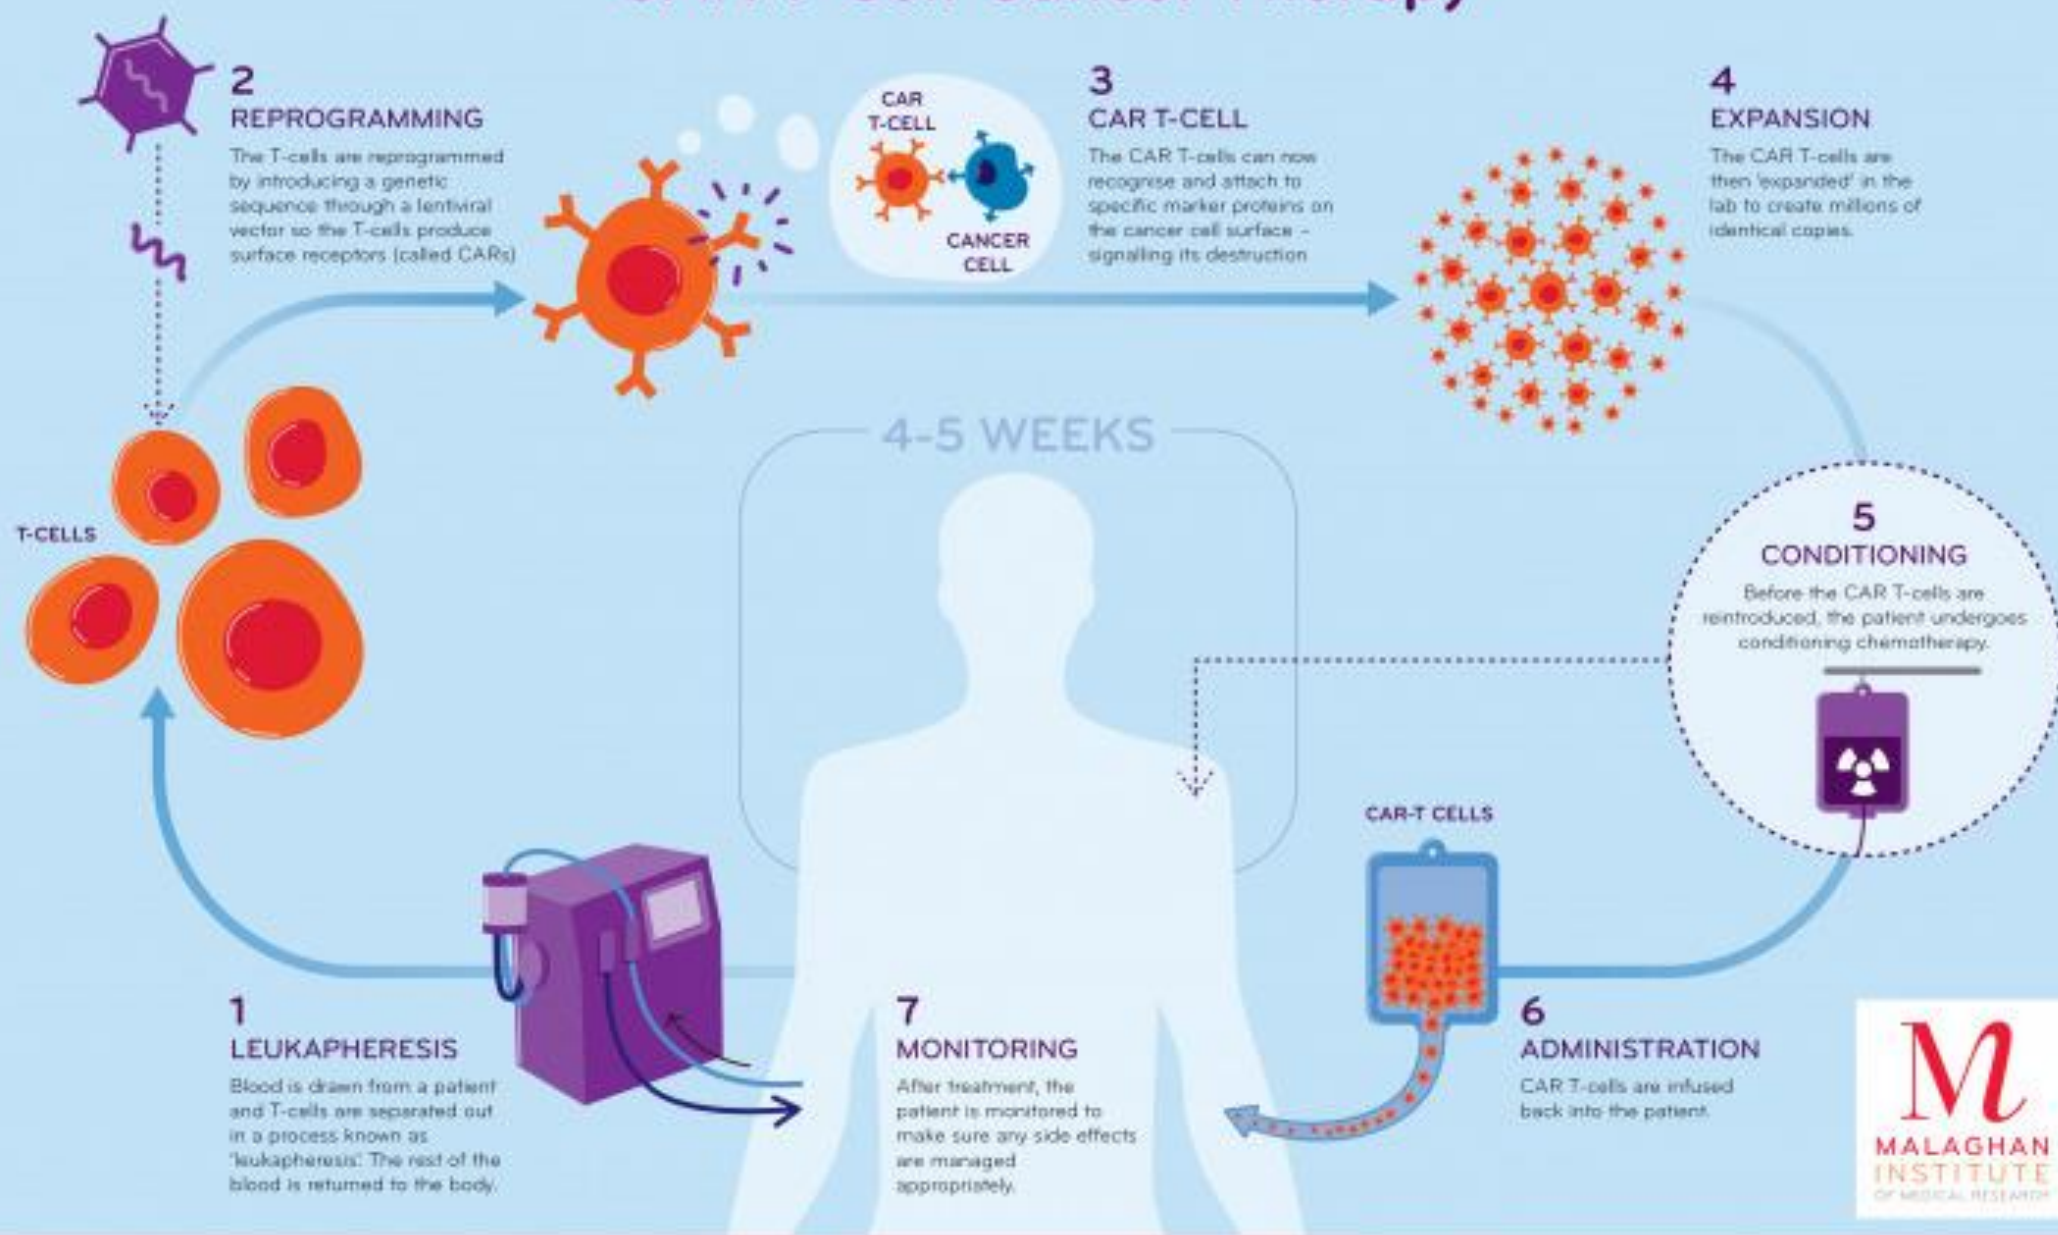 CAR T-Cell Cancer Therapy
2
REPROGRAMMING
The T-cells are reprogrammed
by introducing a genetic
sequence through a lentiviral
vector so the T-cells produce
surface receptors (called CARs)
CAR
T-CELL
CANCER
CELL
3
CAR T-CELL
The CAR T-cells can now
recognise and attach to
specific marker proteins on
the cancer cell surface –
signalling its destruction
4
EXPANSION
The CAR T-cells are
then 'expanded' in the
lab to create millions of
identical copies.
4-5 WEEKS
T-CELLS
5
CONDITIONING
Before the CAR T-cells are
reintroduced, the patient undergoes
conditioning chemotherapy.
CAR-T CELLS
1
LEUKAPHERESIS
Blood is drawn from a patient
and T-cells are separated out
in a process known as
'leukapheresis'. The rest of the
blood is returned to the body.
7
MONITORING
After treatment, the
patient is monitored to
make sure any side effects
are managed
appropriately.
6
ADMINISTRATION
CAR T-cells are infused
back into the patient.
M
MALAGHAN
INSTITUTE
OF MEDICAL RESEARCH